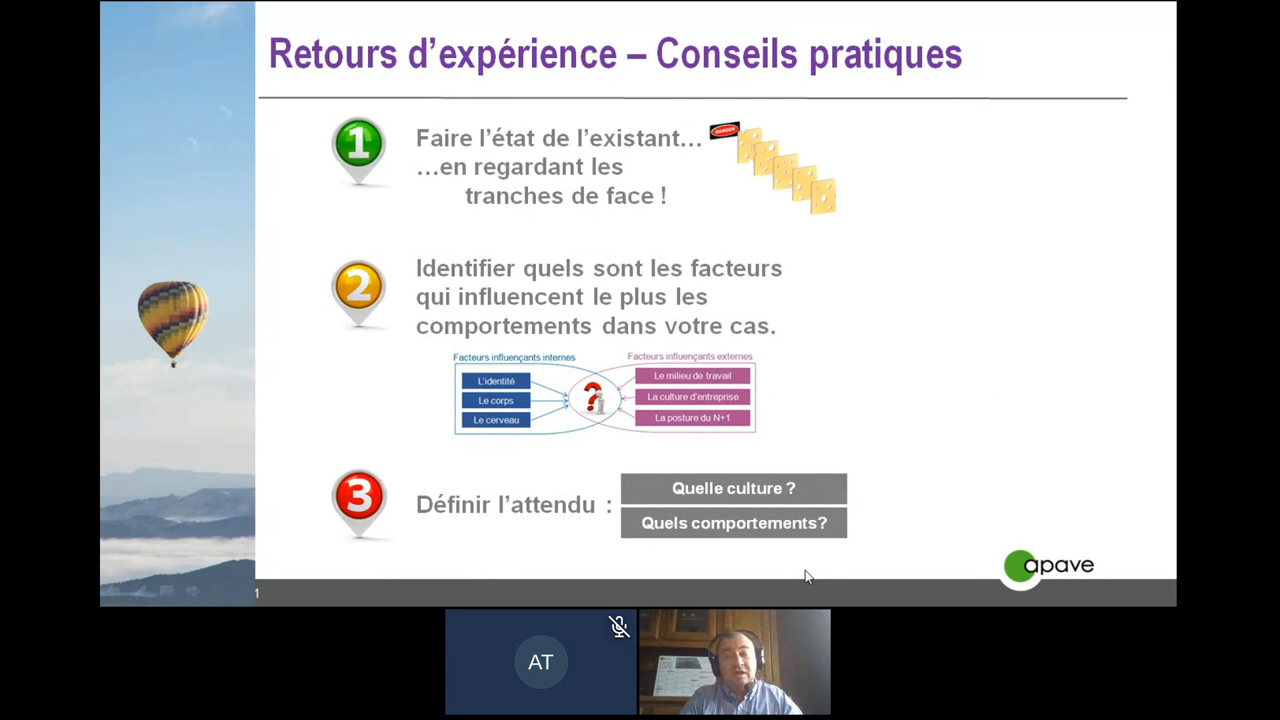 Retours d'expérience – Conseils pratiques
1
Faire l'état de l'existant…
…en regardant les
tranches de face !
DANGER
2
Identifier quels sont les facteurs
qui influencent le plus les
comportements dans votre cas.
Facteurs influençants internes
L'identité
Le corps
Le cerveau
?
Facteurs influençants externes
Le milieu de travail
La culture d'entreprise
La posture du N+1
3
Définir l'attendu :
Quelle culture ?
Quels comportements?
apave
1
AT